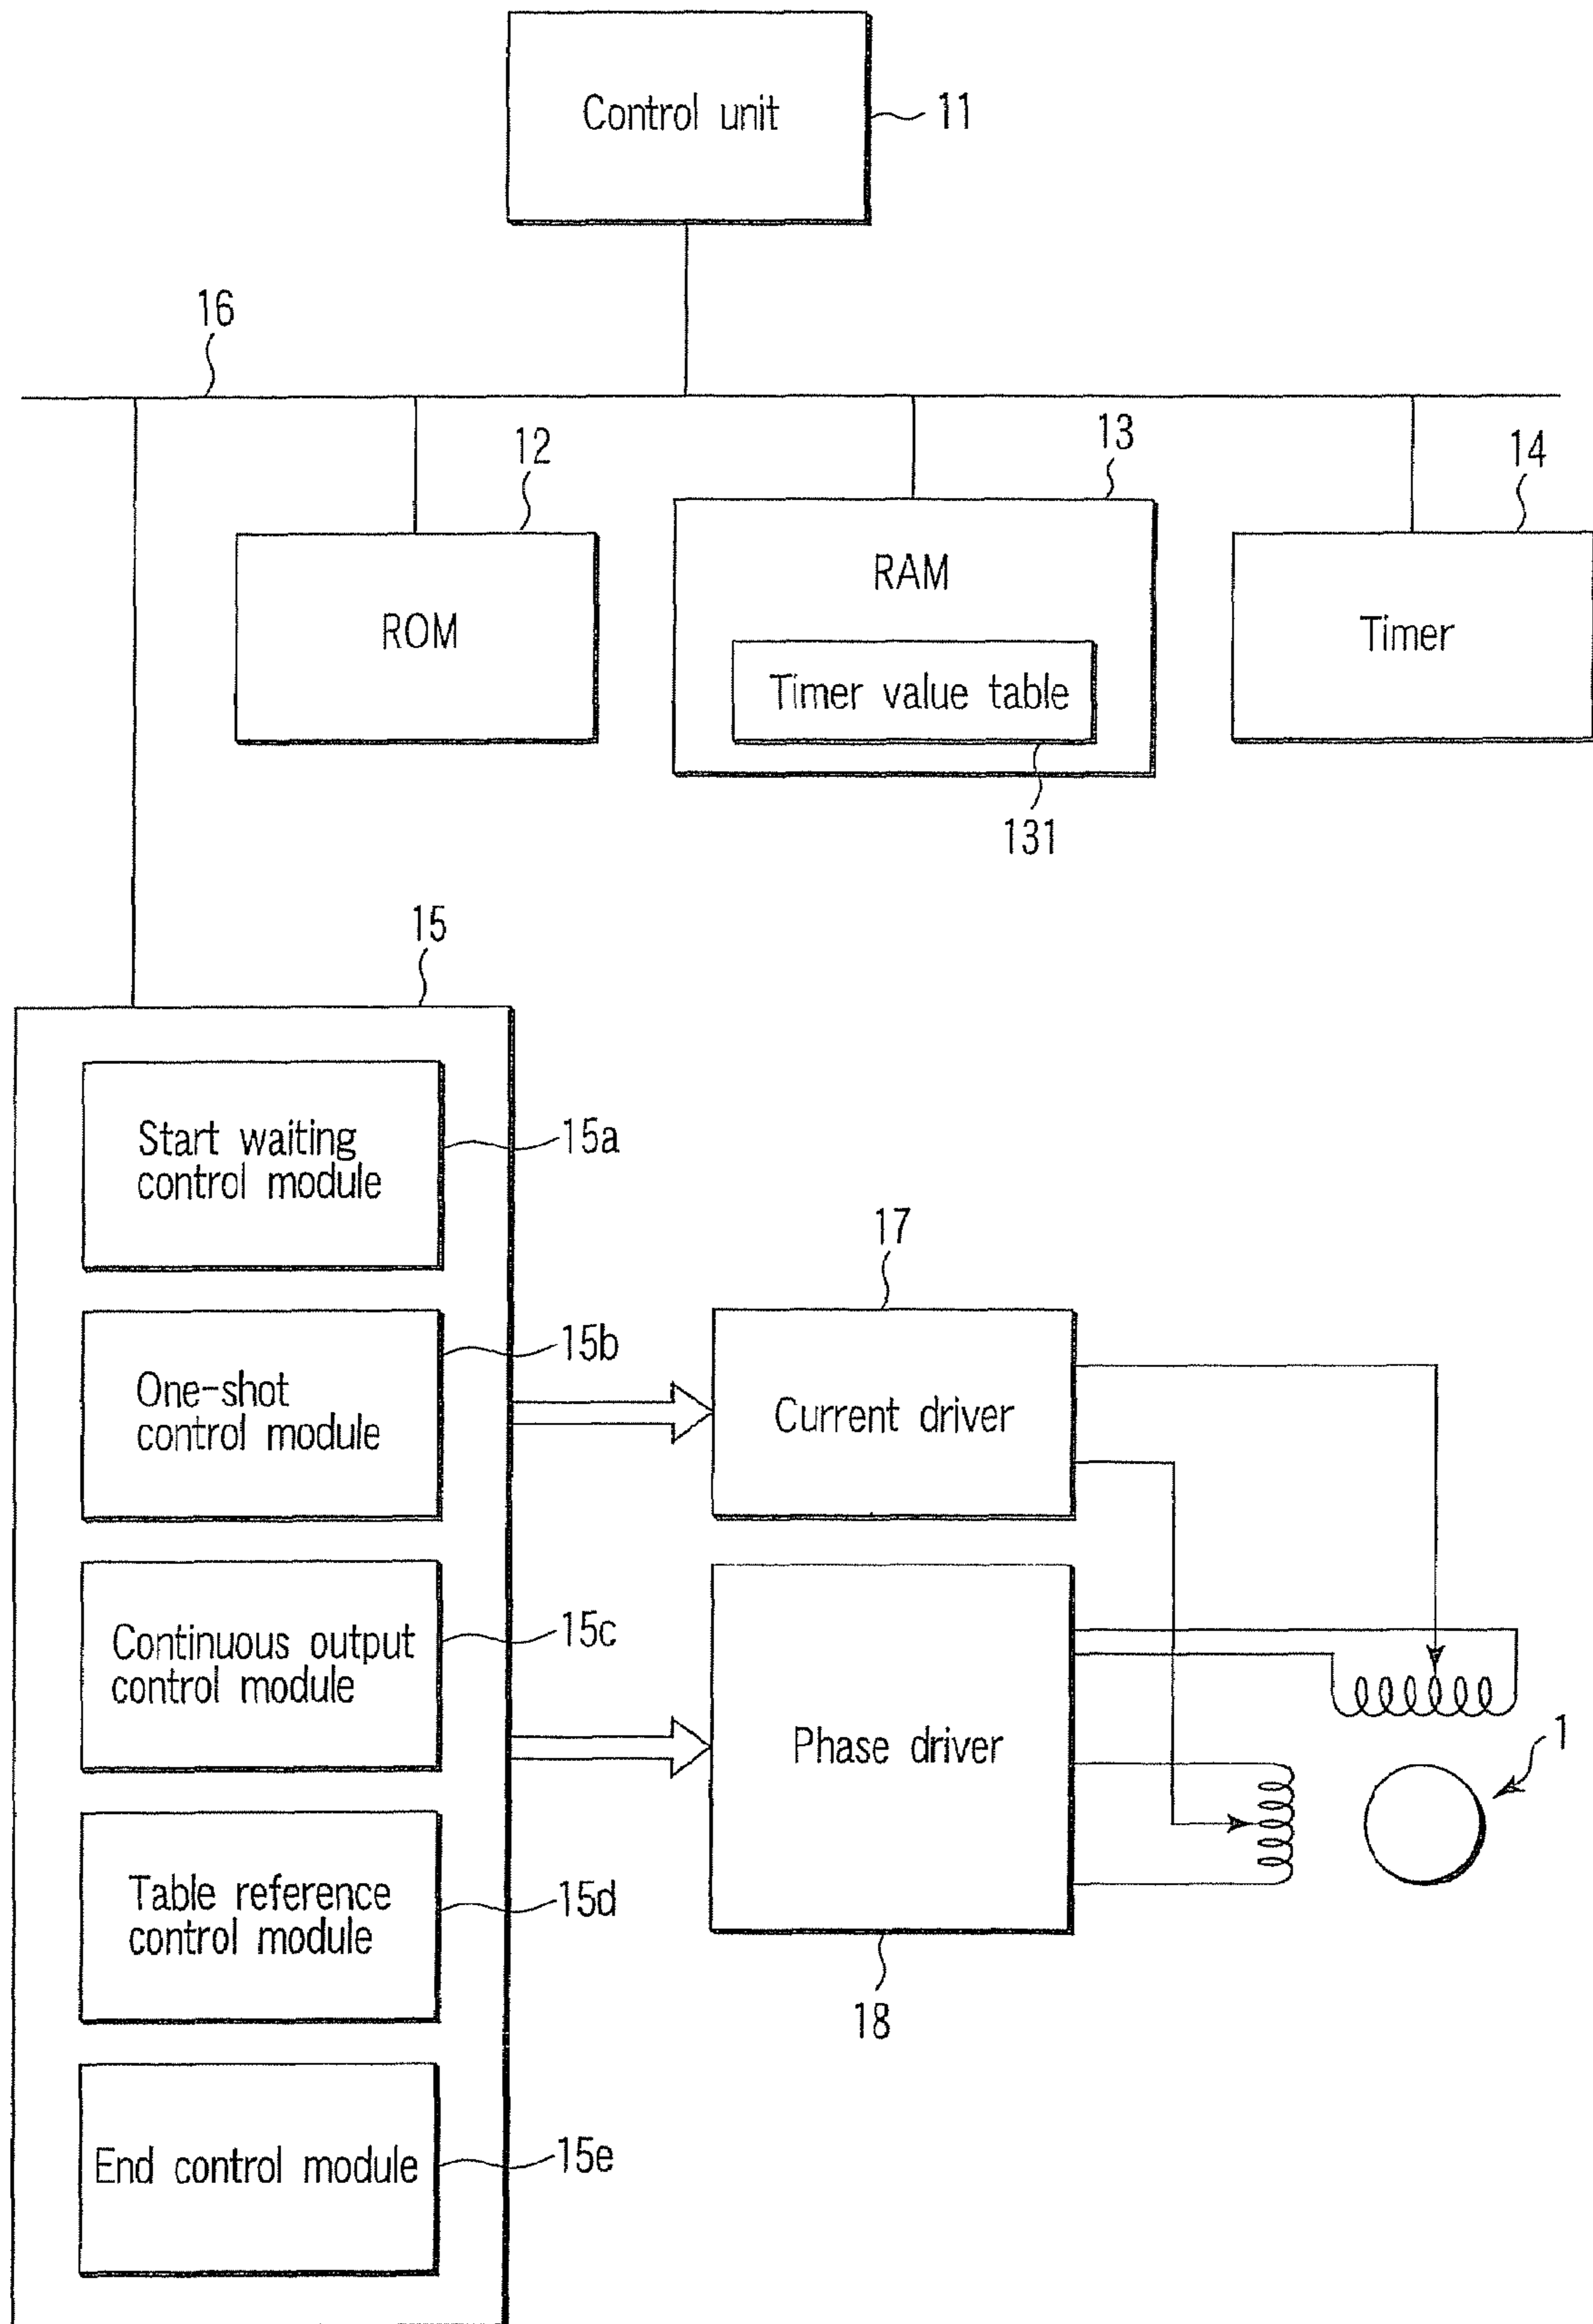 Control unit
11
16
12
13
14
ROM
RAM
Timer value table
131
Timer
15
Start waiting
control module
15a
One-shot
control module
15b
Continuous output
control module
15c
Table reference
control module
15d
End control module
15e
17
Current driver
Phase driver
18
1